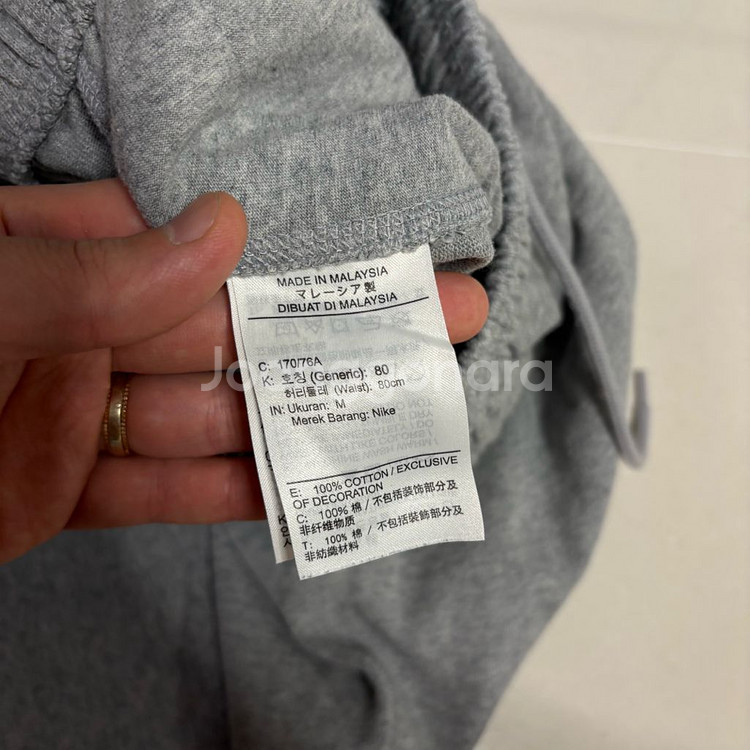 MADE IN MALAYSIA
マレーシア製
DIBUAT DI MALAYSIA
C: 170/76A
K: 호칭 (Generic): 80
허리둘레 (Waist): 80cm
IN: Ukuran: M
Merek Barang: Nike
E: 100% COTTON / EXCLUSIVE
OF DECORATION
C: 100% 棉 / 不包括装饰部分及
非纤维物质
T: 100% 棉 / 不包括裝飾部分及
非紡織材料